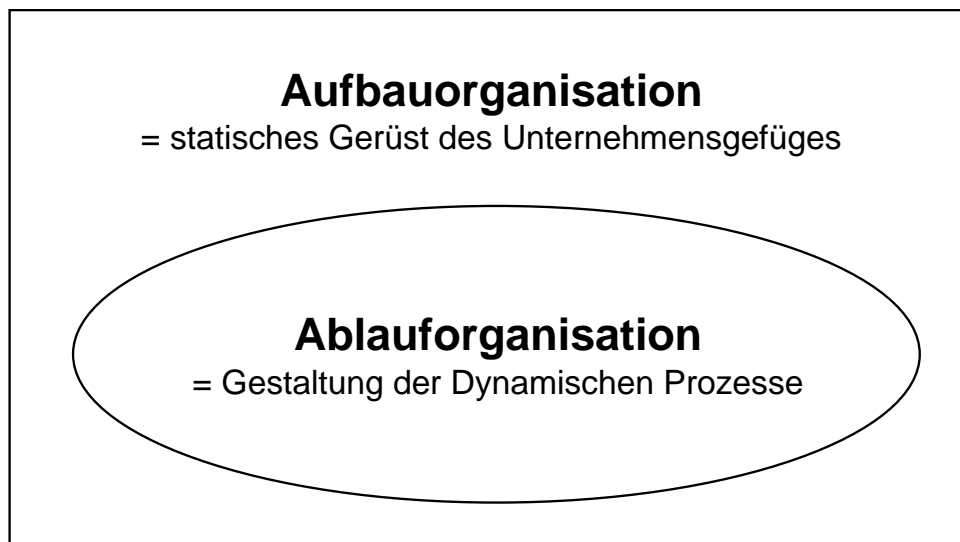 Aufbauorganisation
= statisches Gerüst des Unternehmensgefüges
Ablauforganisation
= Gestaltung der Dynamischen Prozesse